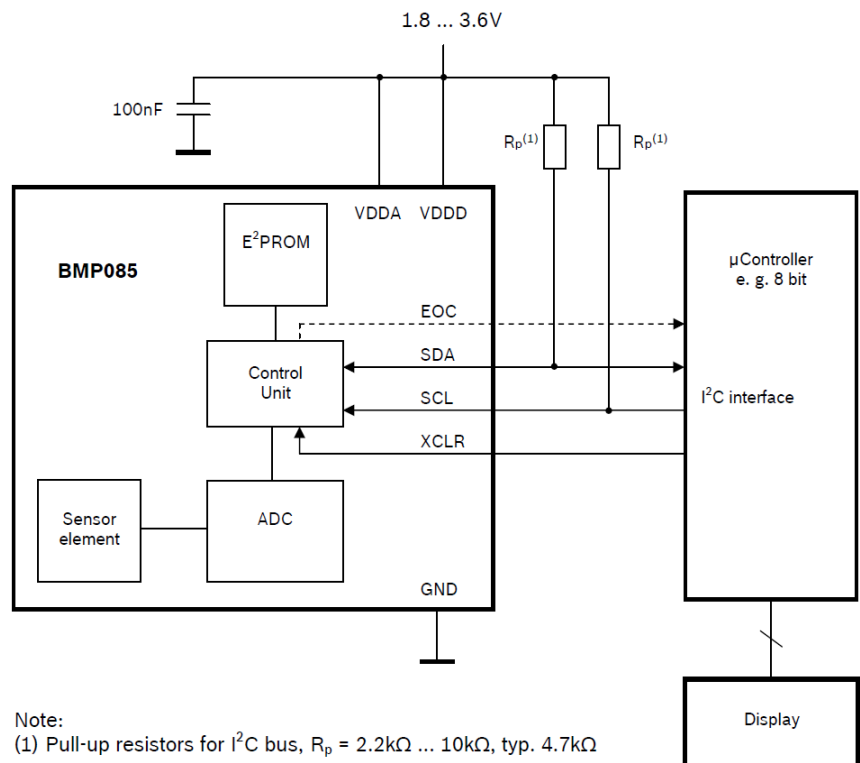 1.8 ... 3.6V
100nF
Rp(1)
Rp(1)
VDDA VDDD
E²PROM
BMP085
µController
e. g. 8 bit
EOC
SDA
Control
Unit
SCL
I²C interface
XCLR
Sensor
element
ADC
GND
Note:
(1) Pull-up resistors for I²C bus, Rp = 2.2kΩ ... 10kΩ, typ. 4.7kΩ
Display